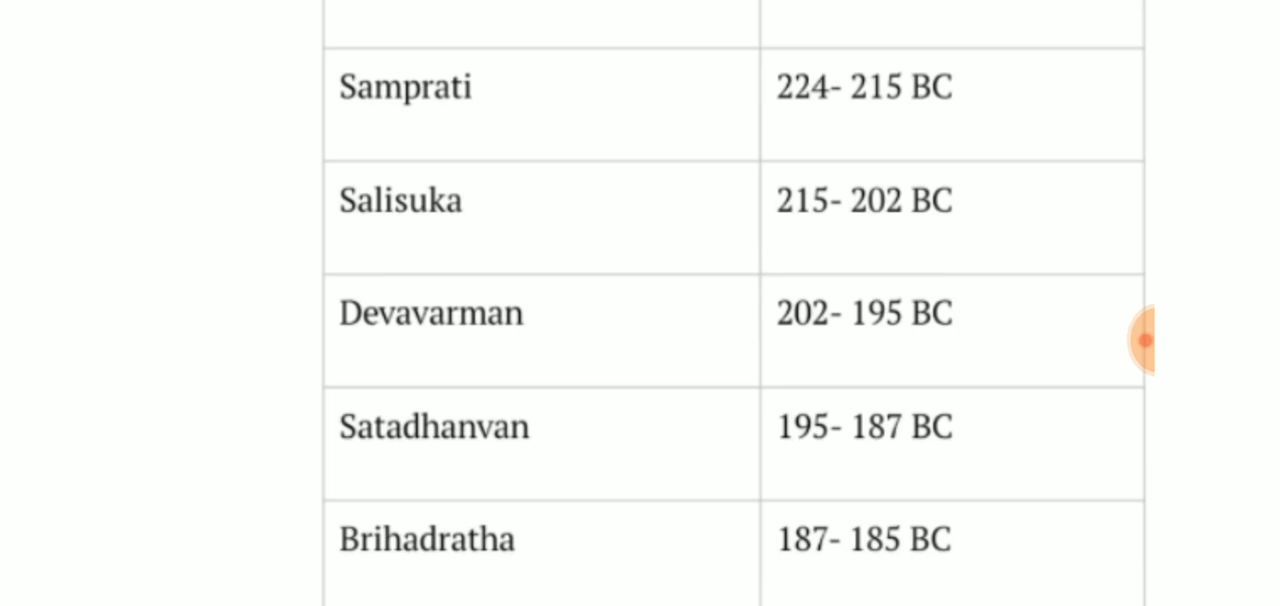 Samprati 224- 215 BC
Salisuka 215- 202 BC
Devavarman 202- 195 BC
Satadhanvan 195- 187 BC
Brihadratha 187- 185 BC